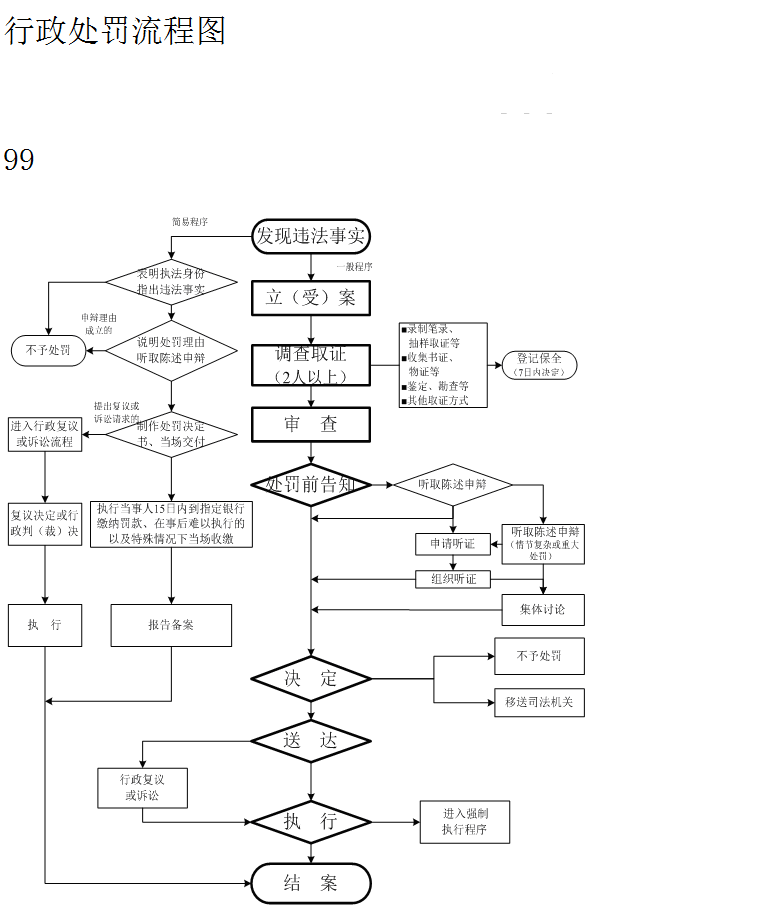 行政处罚流程图
99
简易程序
发现违法事实
一般程序
表明执法身份
指出违法事实
立（受）案
申辩理由
成立的
不予处罚
说明处罚理由
听取陈述申辩
调查取证
（2人以上）
■录制笔录、
抽样取证等
■收集书证、
物证等
■鉴定、勘查等
■其他取证方式
登记保全
（7日内决定）
提出复议或
诉讼请求的
进入行政复议
或诉讼流程
制作处罚决定
书、当场交付
审 查
处罚前告知
听取陈述申辩
复议决定或行
政判（裁）决
执行当事人15日内到指定银行
缴纳罚款、在事后难以执行的
以及特殊情况下当场收缴
申请听证
听取陈述申辩
（情节复杂或重大
处罚）
组织听证
集体讨论
执 行
报告备案
不予处罚
决 定
移送司法机关
送 达
行政复议
或诉讼
执 行
进入强制
执行程序
结 案